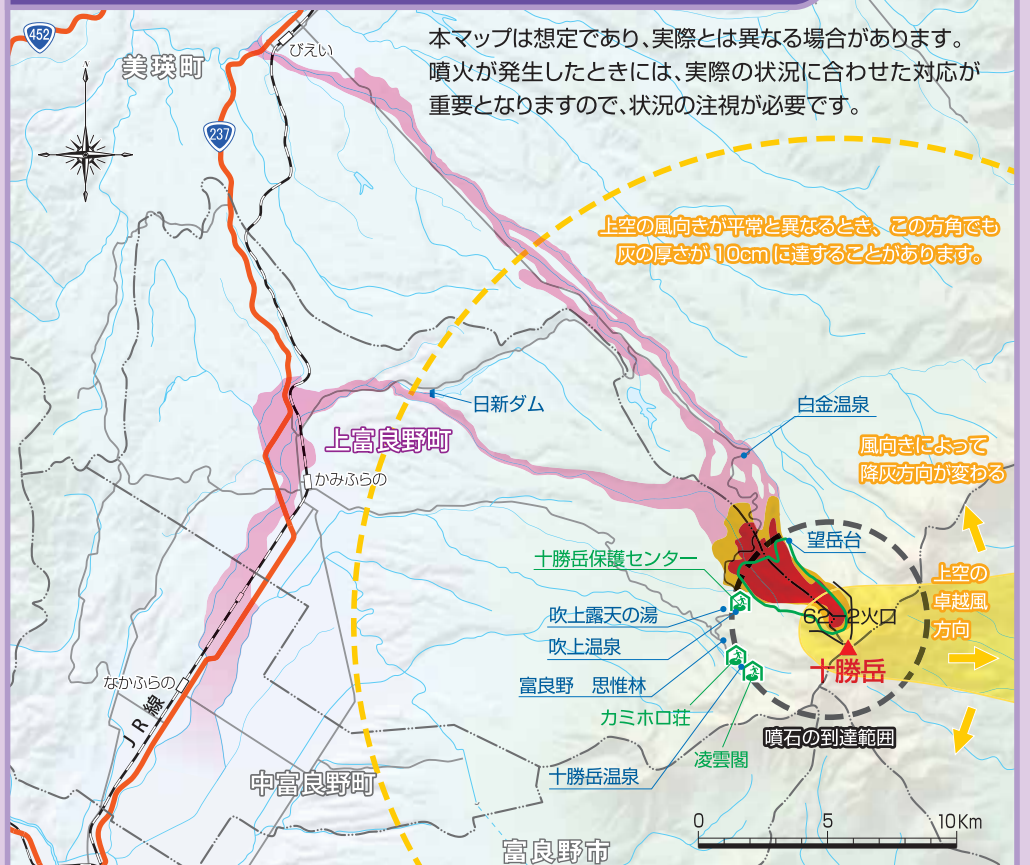 452
美瑛町
びえい
本マップは想定であり、実際とは異なる場合があります。
噴火が発生したときには、実際の状況に合わせた対応が
重要となりますので、状況の注視が必要です。
237
上空の風向きが平常と異なるとき、この方角でも
灰の厚さが10cmに達することがあります。
日新ダム
白金温泉
上富良野町
風向きによって
降灰方向が変わる
かみふらの
望岳台
十勝岳保護センター
上空の
卓越風
方向
吹上露天の湯
62-2火口
吹上温泉
十勝岳
富良野 思惟林
なかふらの
JR線
カミホロ荘
噴石の到達範囲
凌雲閣
十勝岳温泉
中富良野町
0 5 10Km
富良野市